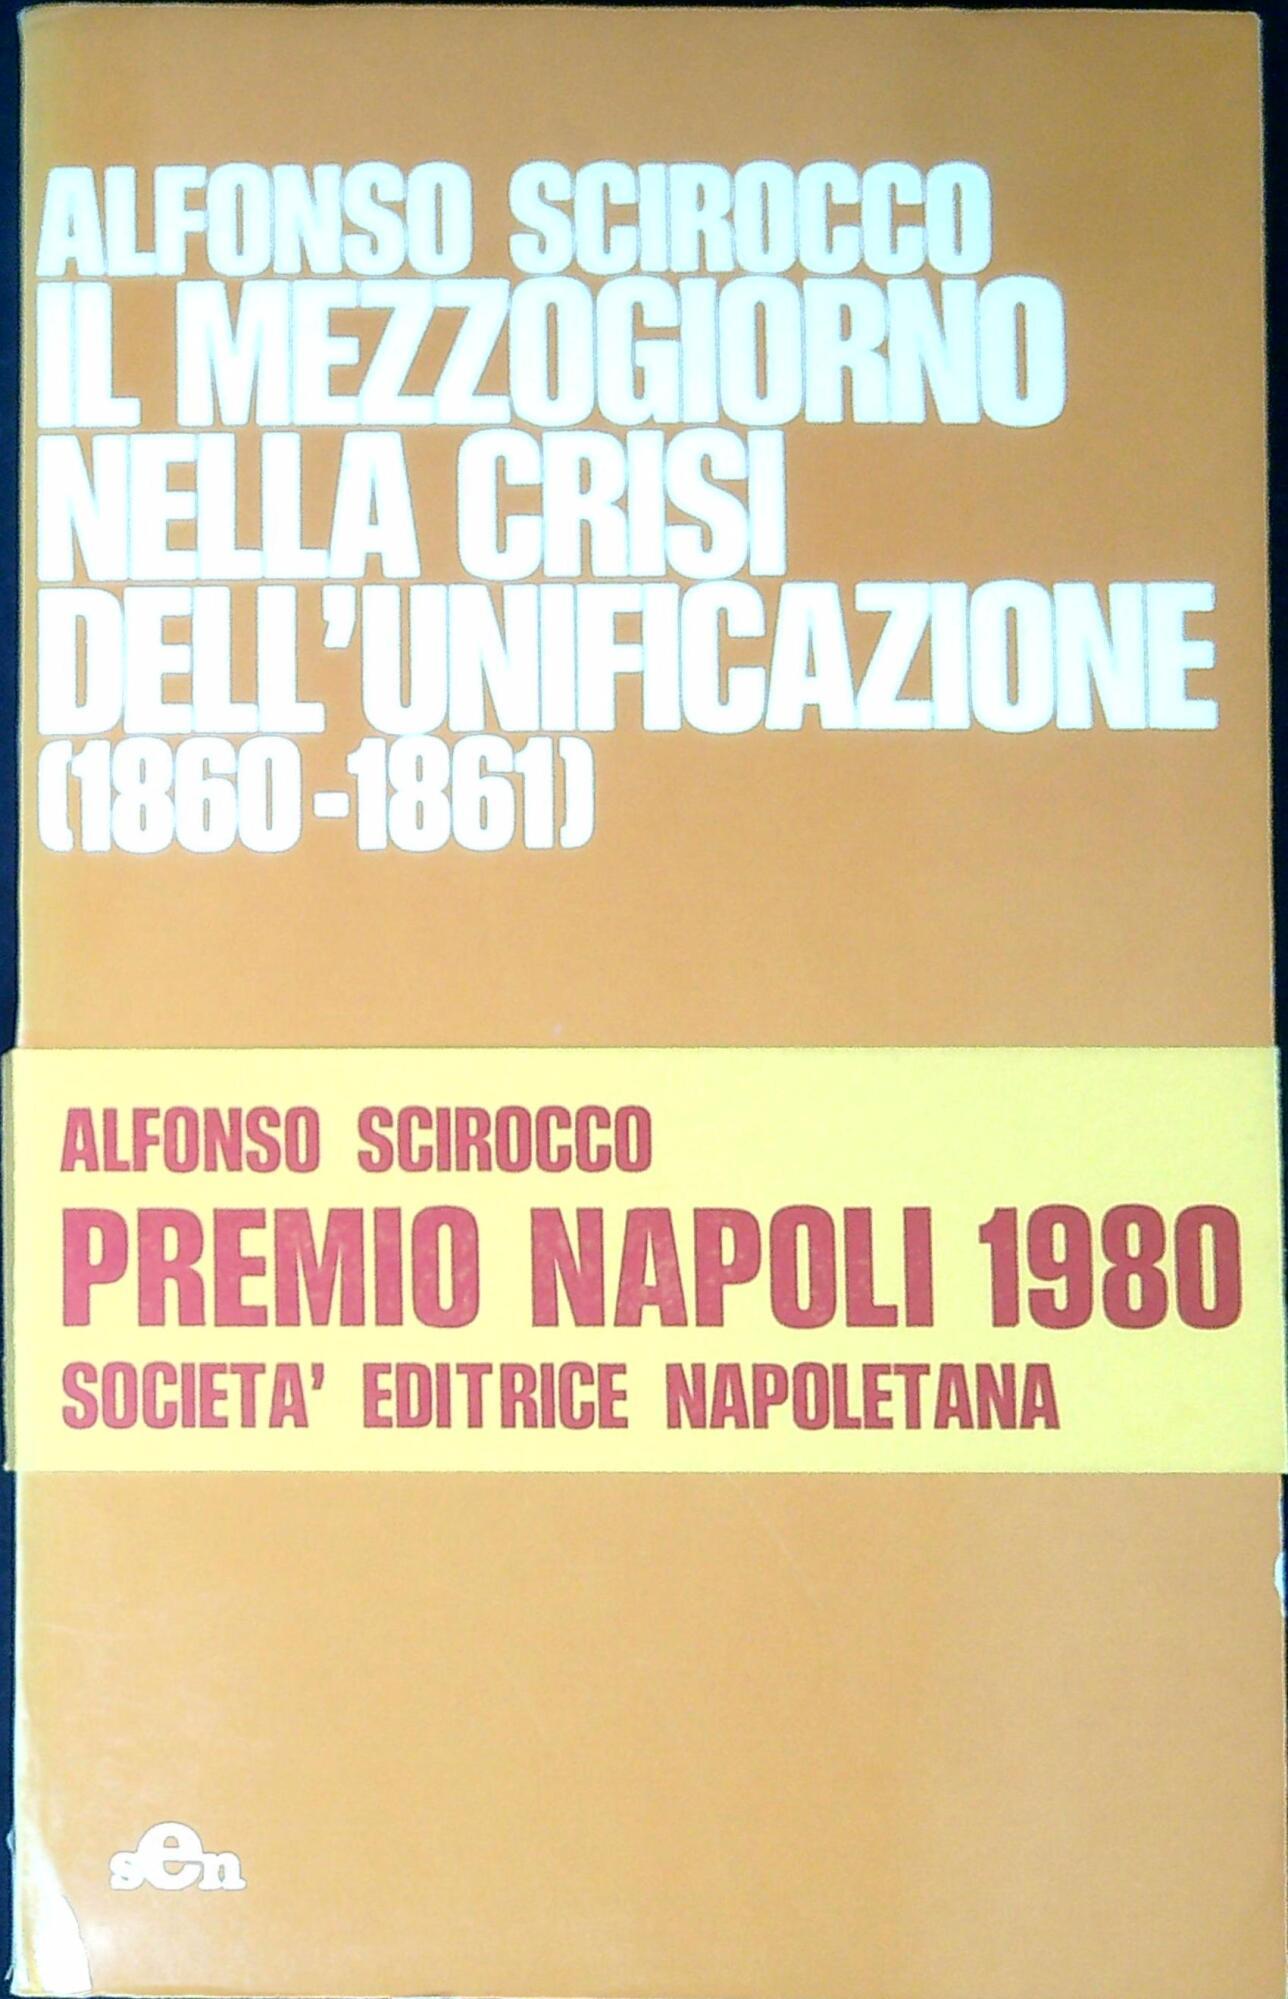 ALFONSO SCIROCCO
IL MEZZOGIORNO
NELLA CRISI
DELL'UNIFICAZIONE
(1860-1861)
ALFONSO SCIROCCO
PREMIO NAPOLI 1980
SOCIETA' EDITRICE NAPOLETANA
sen